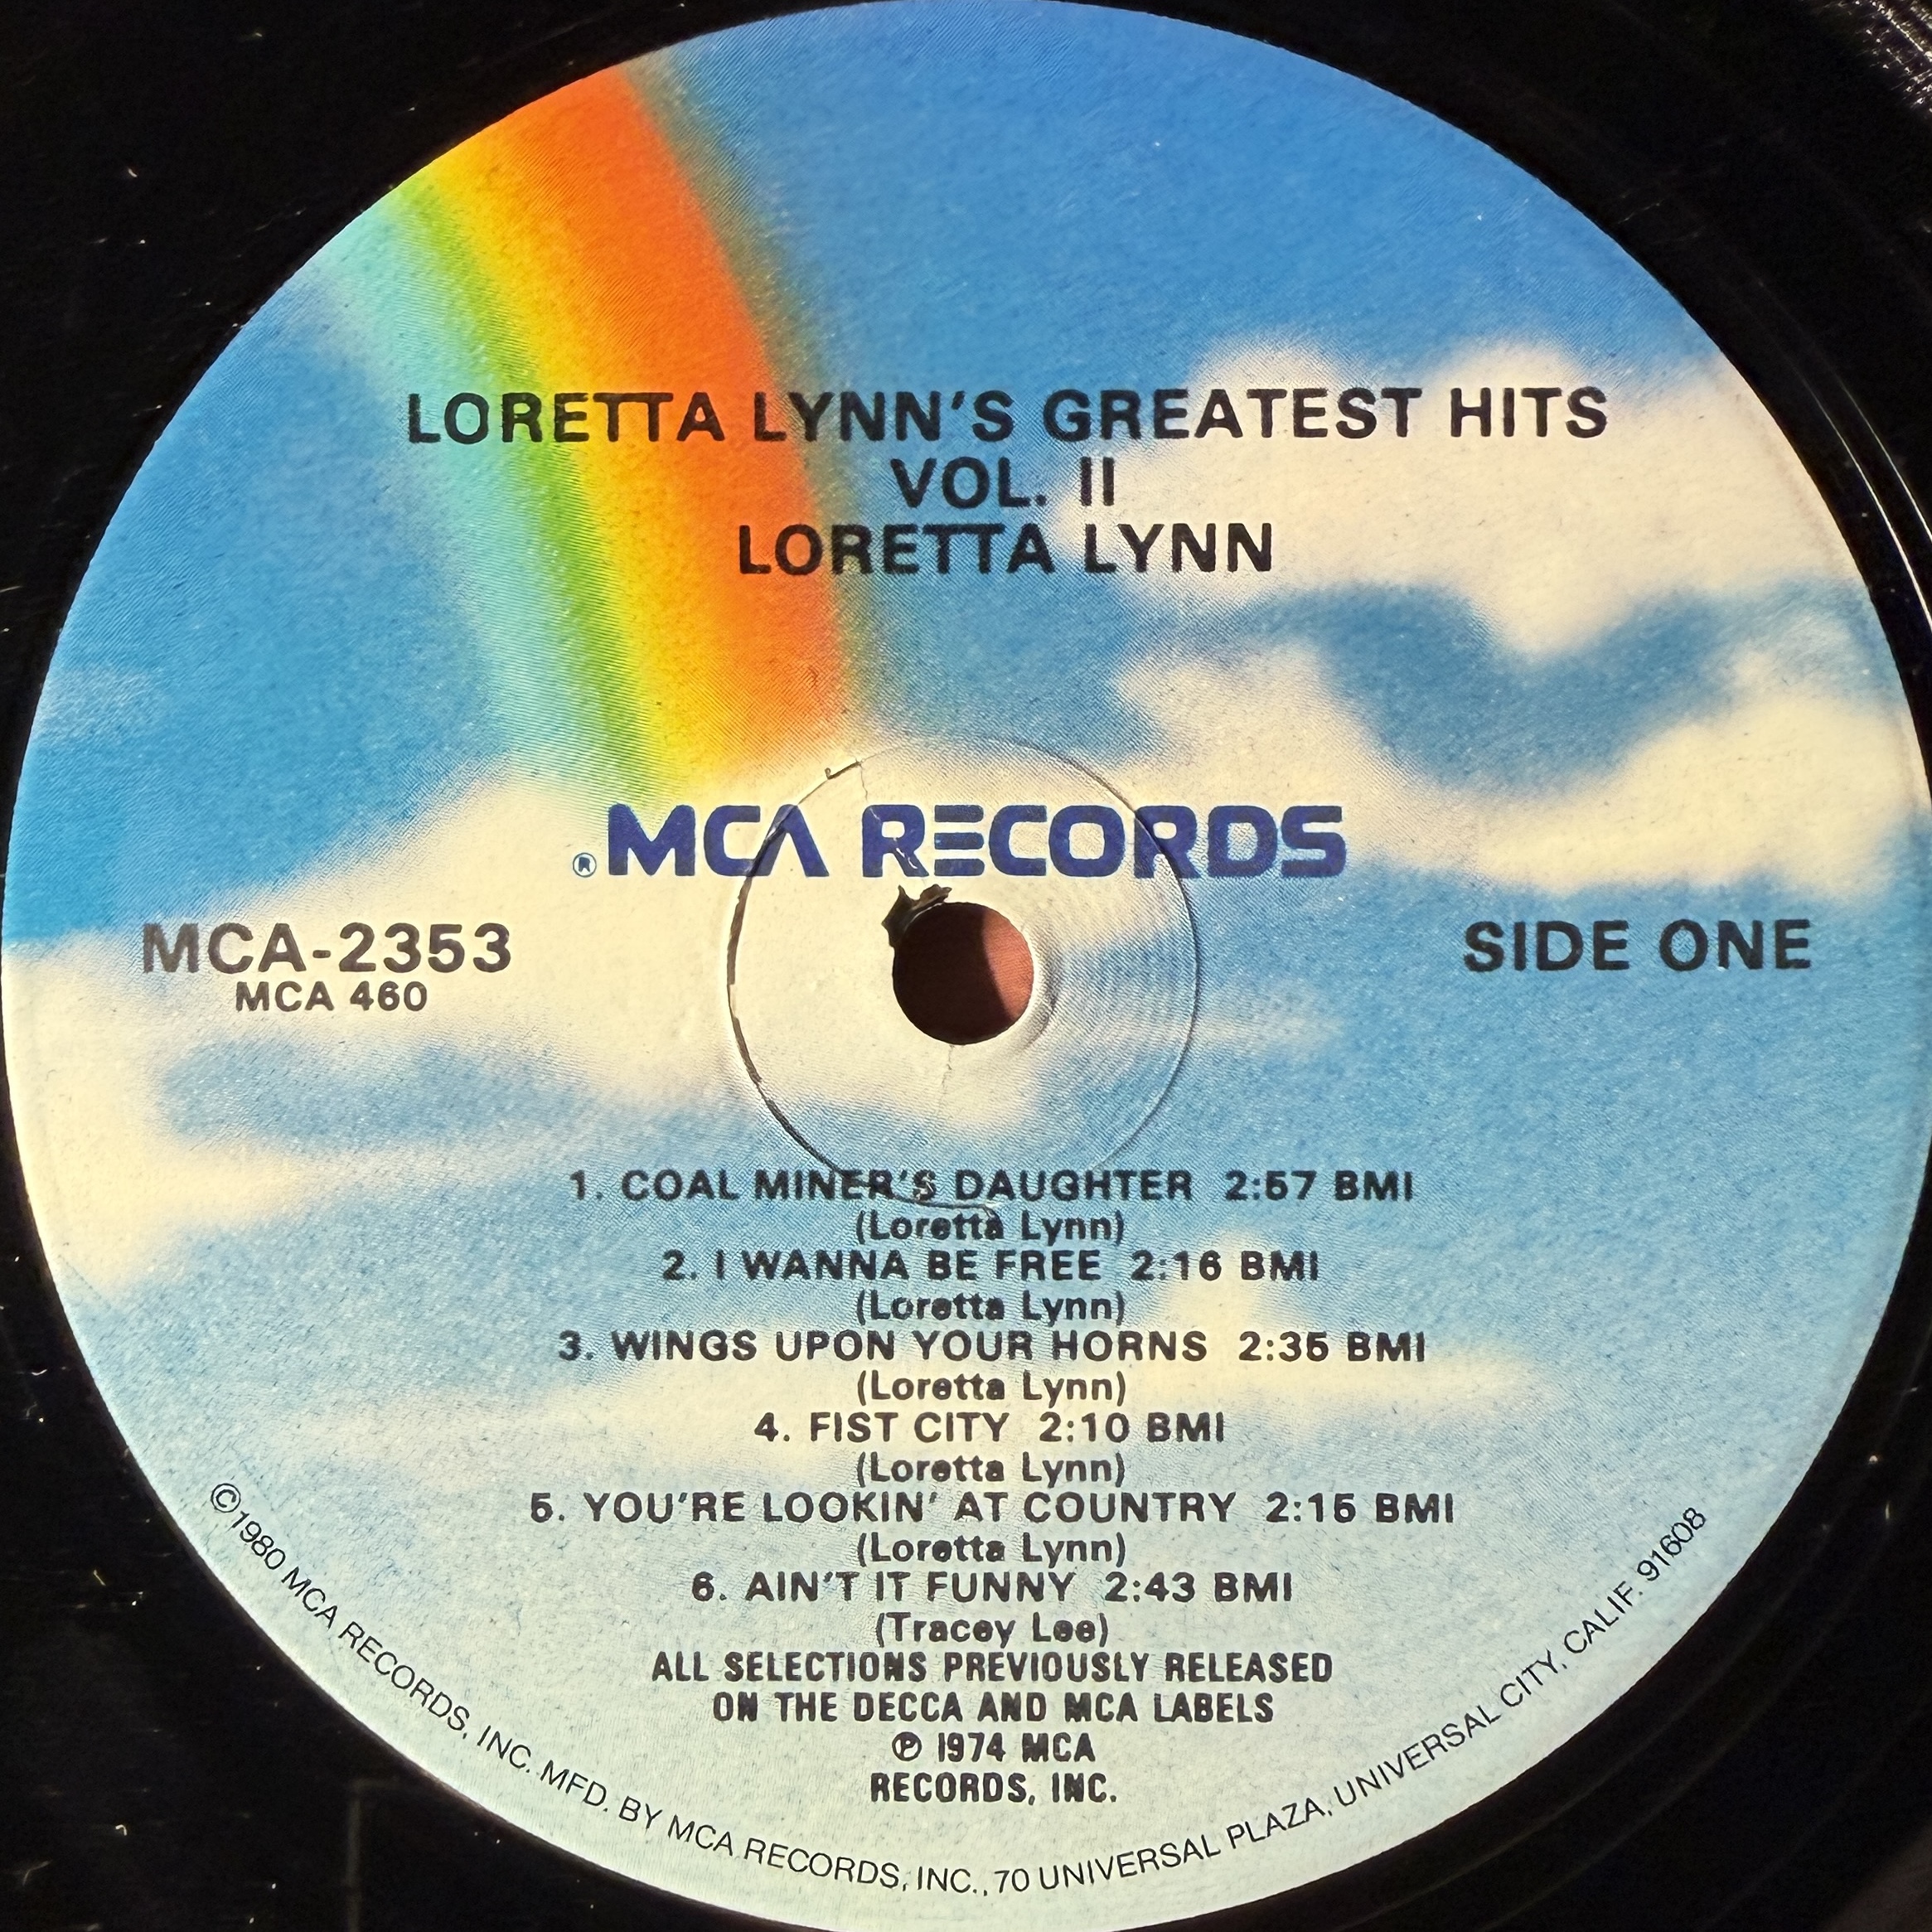 LORETTA LYNN'S GREATEST HITS
VOL. II
LORETTA LYNN
®MCA RECORDS
MCA-2353
MCA 460
SIDE ONE
1. COAL MINER'S DAUGHTER 2:57 BMI
(Loretta Lynn)
2. I WANNA BE FREE 2:16 BMI
(Loretta Lynn)
3. WINGS UPON YOUR HORNS 2:35 BMI
(Loretta Lynn)
4. FIST CITY 2:10 BMI
(Loretta Lynn)
5. YOU'RE LOOKIN' AT COUNTRY 2:15 BMI
(Loretta Lynn)
6. AIN'T IT FUNNY 2:43 BMI
(Tracey Lee)
ALL SELECTIONS PREVIOUSLY RELEASED
ON THE DECCA AND MCA LABELS
℗ 1974 MCA
RECORDS, INC.
©1980 MCA RECORDS, INC. MFD. BY MCA RECORDS, INC., 70 UNIVERSAL PLAZA, UNIVERSAL CITY, CALIF. 91608